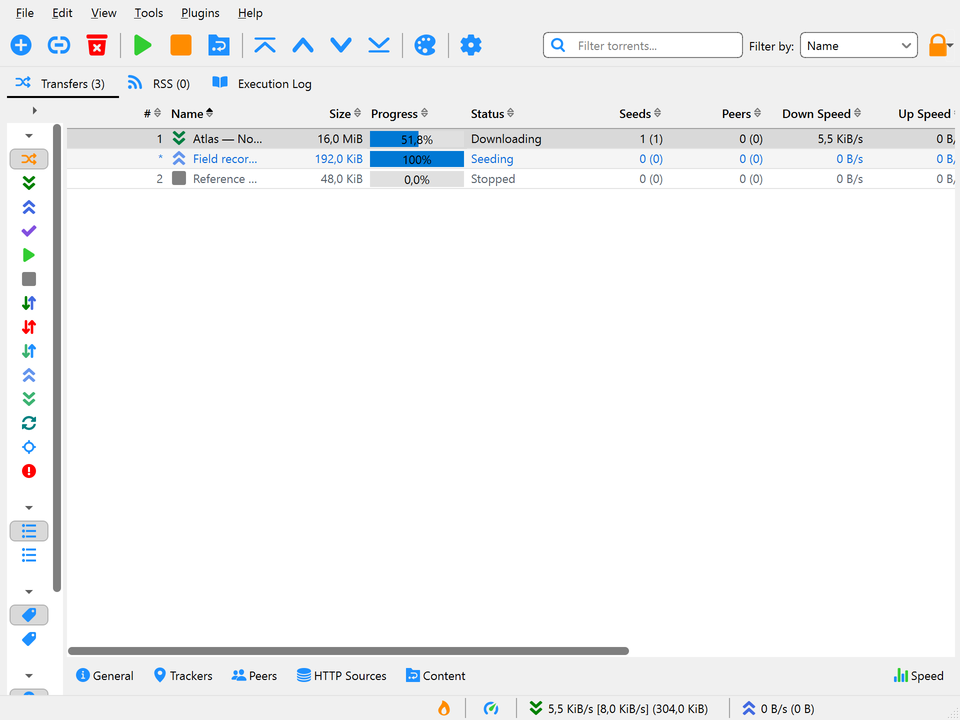 File Edit View Tools Plugins Help
Filter torrents... Filter by: Name
Transfers (3) RSS (0) Execution Log
# Name Size Progress Status Seeds Peers Down Speed Up Speed
1 Atlas — No... 16,0 MiB 51,8% Downloading 1 (1) 0 (0) 5,5 KiB/s 0 B/
* Field recor... 192,0 KiB 100% Seeding 0 (0) 0 (0) 0 B/s 0 B/
2 Reference ... 48,0 KiB 0,0% Stopped 0 (0) 0 (0) 0 B/s 0 B/
General Trackers Peers HTTP Sources Content Speed
5,5 KiB/s [8,0 KiB/s] (304,0 KiB) 0 B/s (0 B)